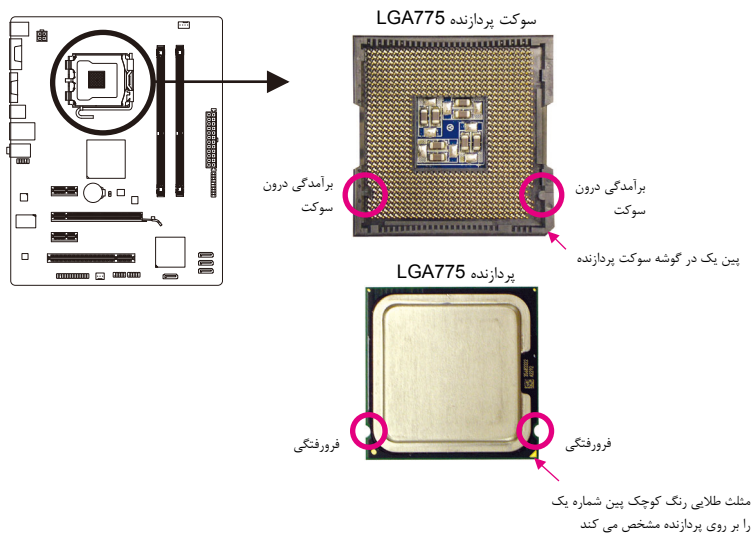 سوکت پردازنده LGA775
برآمدگی درون
سوکت
برآمدگی درون
سوکت
پین یک در گوشه سوکت پردازنده
پردازنده LGA775
فرورفتگی
فرورفتگی
مثلث طلایی رنگ کوچک پین شماره یک
را بر روی پردازنده مشخص می کند